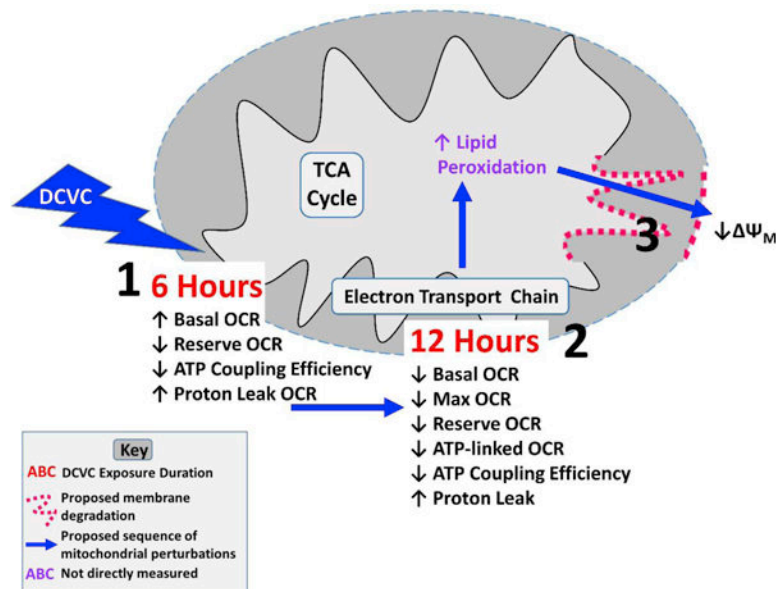 DCVC
TCA
Cycle
↑ Lipid
Peroxidation
3
↓ΔΨM
1
6 Hours
↑ Basal OCR
↓ Reserve OCR
↓ ATP Coupling Efficiency
↑ Proton Leak OCR
Electron Transport Chain
12 Hours
2
↓ Basal OCR
↓ Max OCR
↓ Reserve OCR
↓ ATP-linked OCR
↓ ATP Coupling Efficiency
↑ Proton Leak
Key
ABC DCVC Exposure Duration
Proposed membrane
degradation
Proposed sequence of
mitochondrial perturbations
ABC Not directly measured